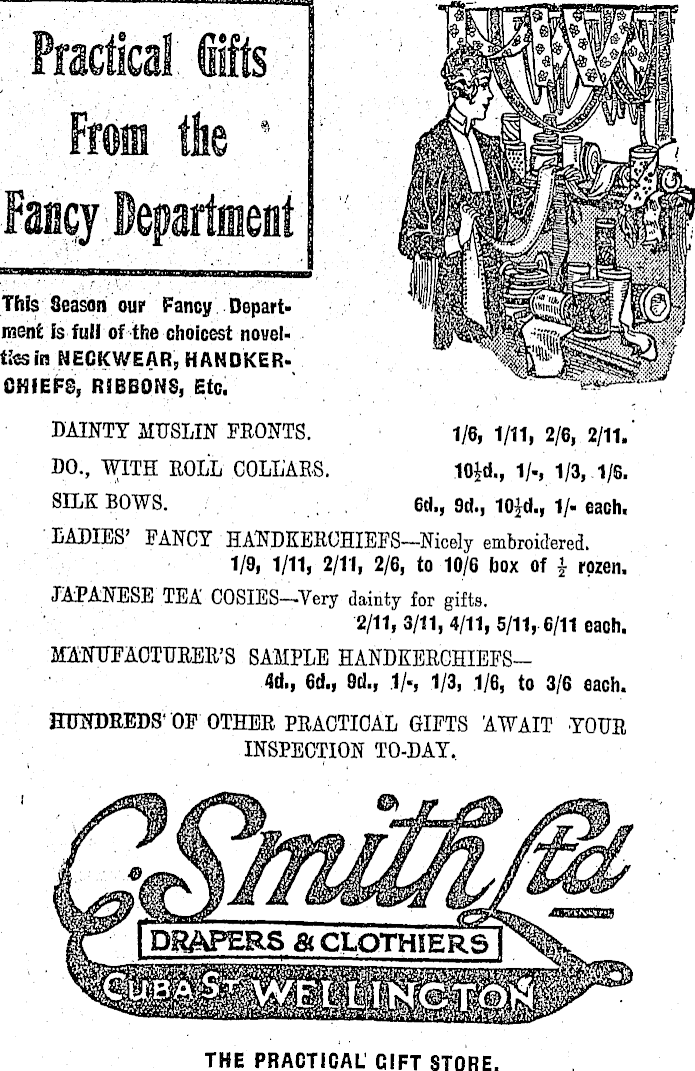 Practical Gifts
From the
Fancy Department
This Season our Fancy Depart-
ment is full of the choicest novel-
ties in NECKWEAR, HANDKER-
CHIEFS, RIBBONS, Etc.
DAINTY MUSLIN FRONTS. 1/6, 1/11, 2/6, 2/11.
DO., WITH ROLL COLLARS. 10½d., 1/-, 1/3, 1/6.
SILK BOWS. 6d., 9d., 10½d., 1/- each.
LADIES' FANCY HANDKERCHIEFS—Nicely embroidered.
1/9, 1/11, 2/11, 2/6, to 10/6 box of ½ rozen.
JAPANESE TEA COSIES—Very dainty for gifts.
2/11, 3/11, 4/11, 5/11, 6/11 each.
MANUFACTURER'S SAMPLE HANDKERCHIEFS—
4d., 6d., 9d., 1/-, 1/3, 1/6, to 3/6 each.
HUNDREDS OF OTHER PRACTICAL GIFTS AWAIT YOUR
INSPECTION TO-DAY.
C. Smith Ltd
DRAPERS & CLOTHIERS
CUBA ST WELLINGTON
THE PRACTICAL GIFT STORE.